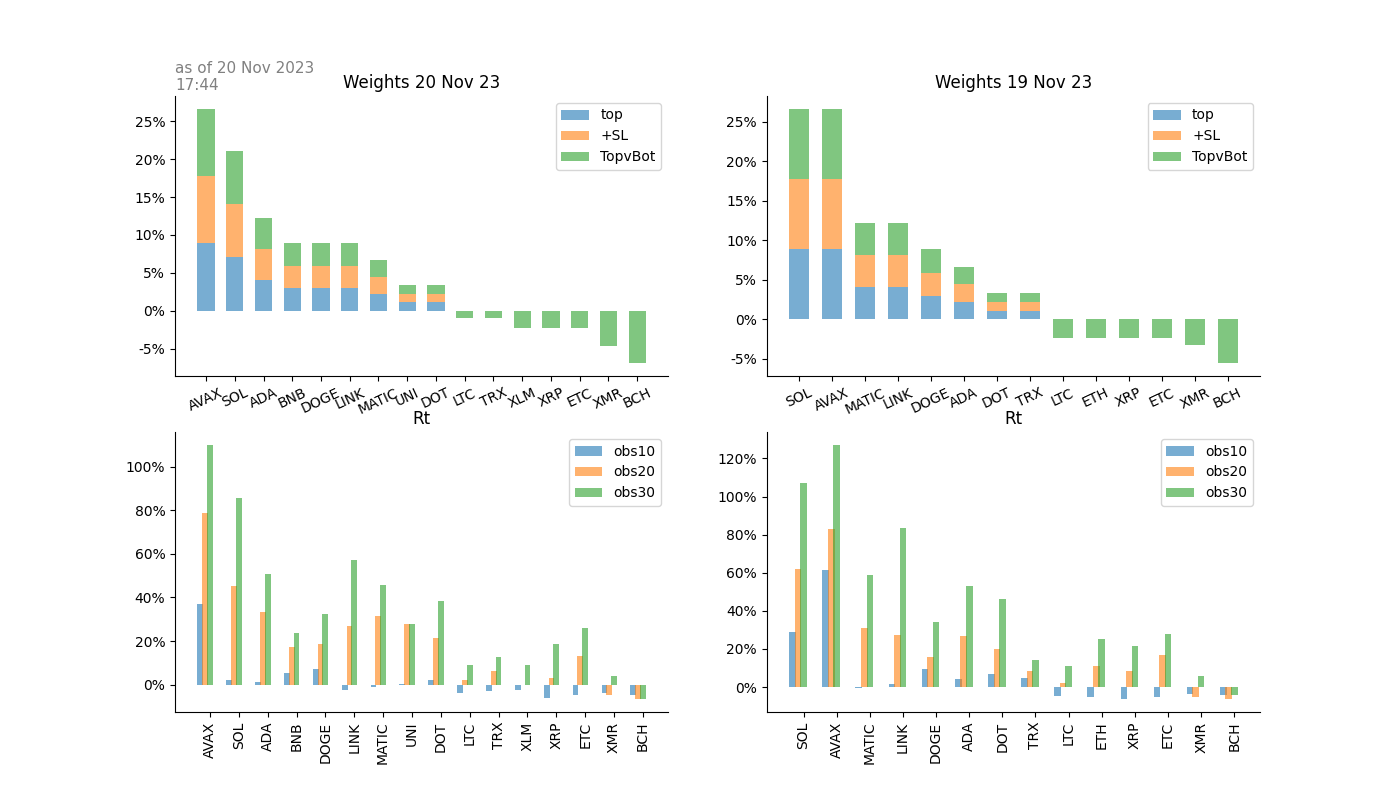 as of 20 Nov 2023
17:44
Weights 20 Nov 23
25%
20%
15%
10%
5%
0%
-5%
top
+SL
TopvBot
AVAX SOL ADA BNB DOGE LINK MATIC UNI DOT LTC TRX XLM XRP ETC XMR BCH
Weights 19 Nov 23
25%
20%
15%
10%
5%
0%
-5%
top
+SL
TopvBot
SOL AVAX MATIC LINK DOGE ADA DOT TRX LTC ETH XRP ETC XMR BCH
Rt
100%
80%
60%
40%
20%
0%
obs10
obs20
obs30
AVAX SOL ADA BNB DOGE LINK MATIC UNI DOT LTC TRX XLM XRP ETC XMR BCH
Rt
120%
100%
80%
60%
40%
20%
0%
obs10
obs20
obs30
SOL AVAX MATIC LINK DOGE ADA DOT TRX LTC ETH XRP ETC XMR BCH